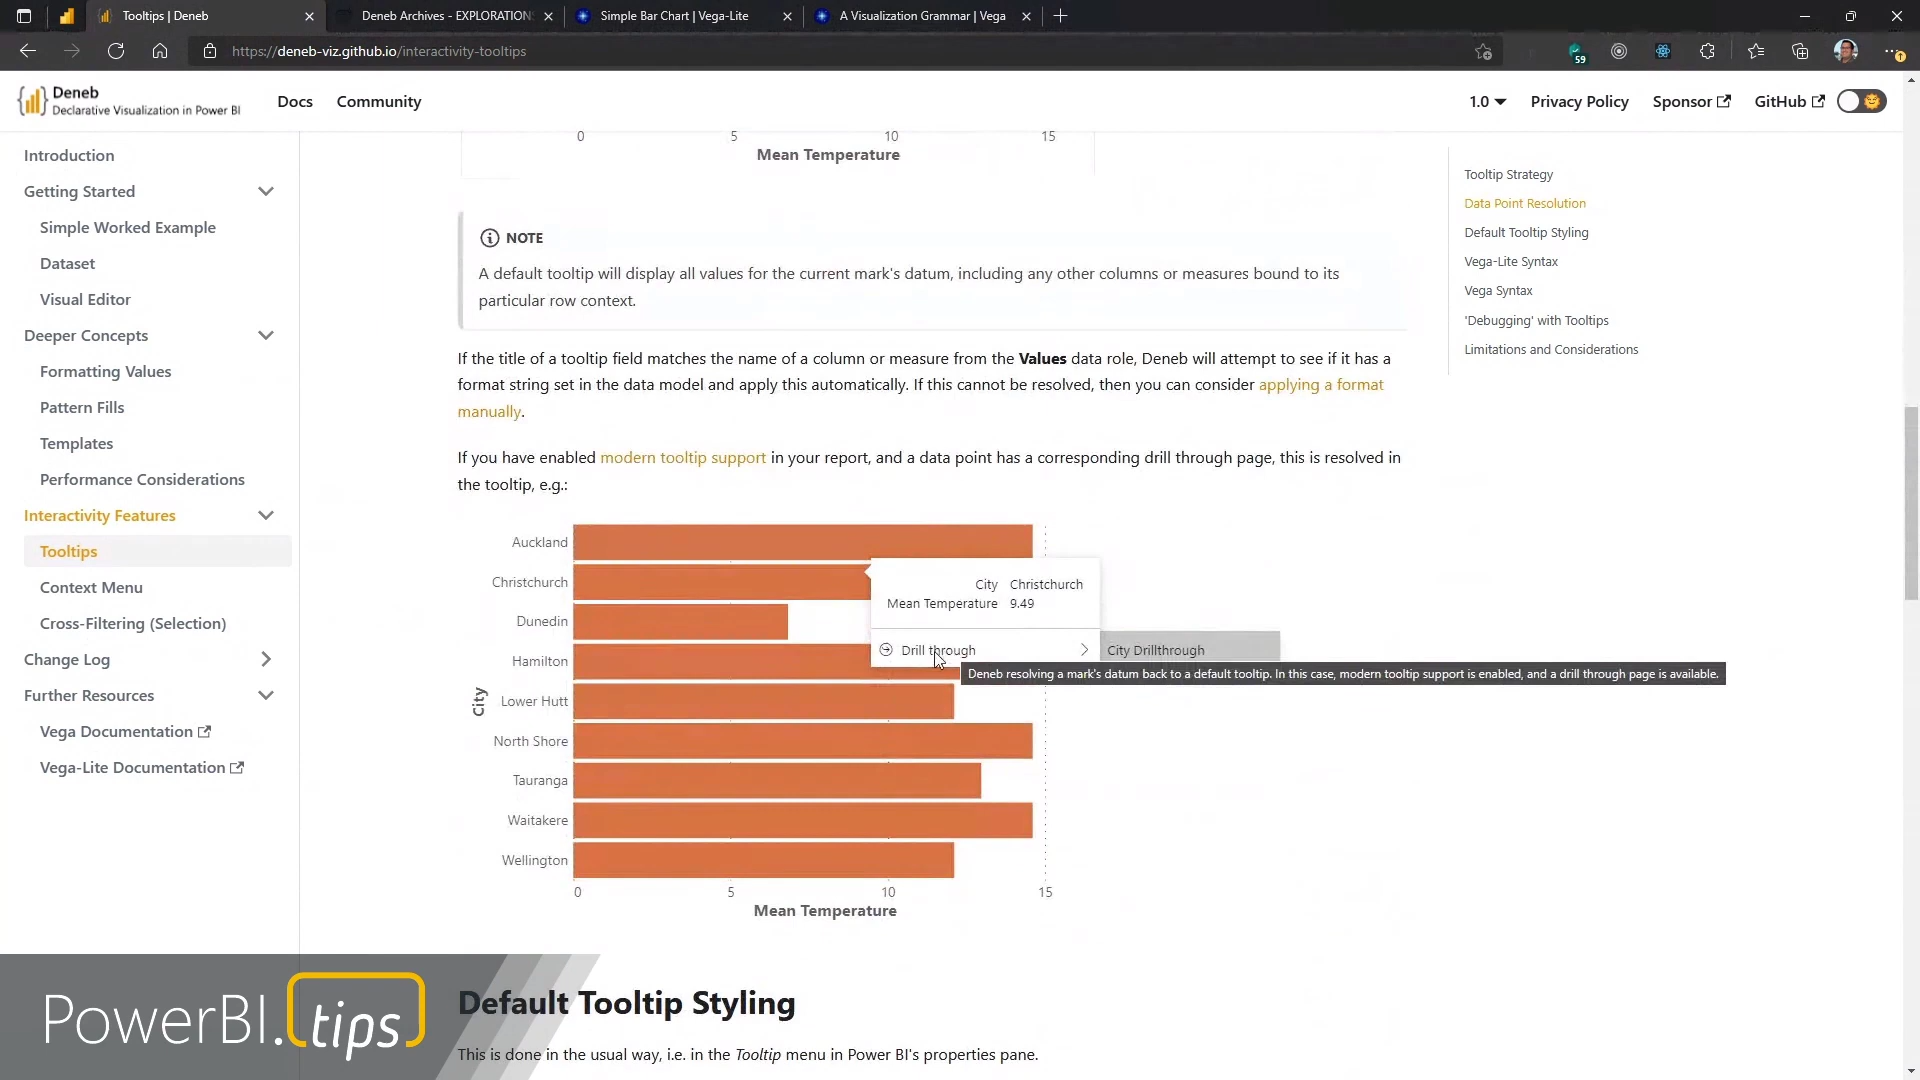 Tooltips | Deneb
Deneb Archives - EXPLORATION
Simple Bar Chart | Vega-Lite
A Visualization Grammar | Vega
https://deneb-viz.github.io/interactivity-tooltips
59
Deneb
Declarative Visualization in Power BI
Docs
Community
1.0
Privacy Policy
Sponsor
GitHub
Introduction
Getting Started
Simple Worked Example
Dataset
Visual Editor
Deeper Concepts
Formatting Values
Pattern Fills
Templates
Performance Considerations
Interactivity Features
Tooltips
Context Menu
Cross-Filtering (Selection)
Change Log
Further Resources
Vega Documentation
Vega-Lite Documentation
0 5 10 15
Mean Temperature
NOTE
A default tooltip will display all values for the current mark's datum, including any other columns or measures bound to its
particular row context.
If the title of a tooltip field matches the name of a column or measure from the Values data role, Deneb will attempt to see if it has a
format string set in the data model and apply this automatically. If this cannot be resolved, then you can consider applying a format
manually.
If you have enabled modern tooltip support in your report, and a data point has a corresponding drill through page, this is resolved in
the tooltip, e.g.:
City
Auckland
Christchurch
Dunedin
Hamilton
Lower Hutt
North Shore
Tauranga
Waitakere
Wellington
City Christchurch
Mean Temperature 9.49
Drill through
City Drillthrough
Deneb resolving a mark's datum back to a default tooltip. In this case, modern tooltip support is enabled, and a drill through page is available.
0 5 10 15
Mean Temperature
Default Tooltip Styling
This is done in the usual way, i.e. in the Tooltip menu in Power BI's properties pane.
Tooltip Strategy
Data Point Resolution
Default Tooltip Styling
Vega-Lite Syntax
Vega Syntax
'Debugging' with Tooltips
Limitations and Considerations
PowerBI.tips